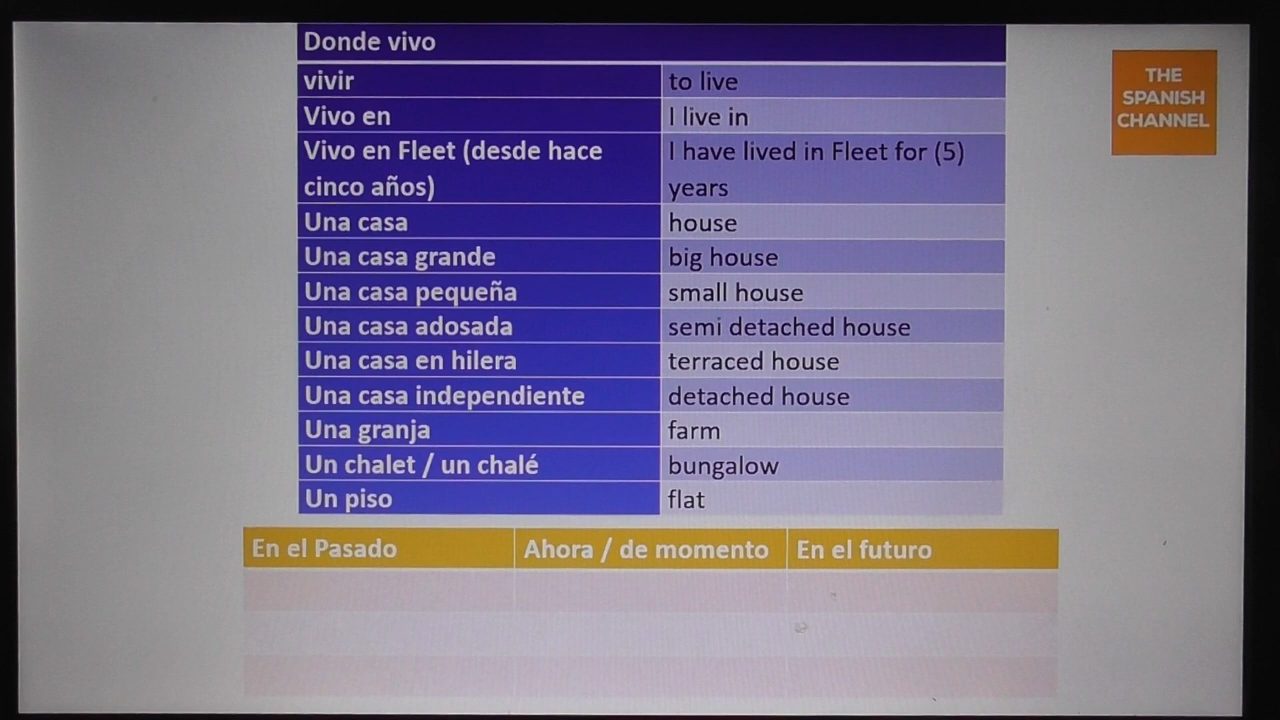 Donde vivo
THE
SPANISH
CHANNEL
vivir to live
Vivo en I live in
Vivo en Fleet (desde hace
cinco años)
I have lived in Fleet for (5)
years
Una casa house
Una casa grande big house
Una casa pequeña small house
Una casa adosada semi detached house
Una casa en hilera terraced house
Una casa independiente detached house
Una granja farm
Un chalet / un chalé bungalow
Un piso flat
En el Pasado Ahora / de momento En el futuro